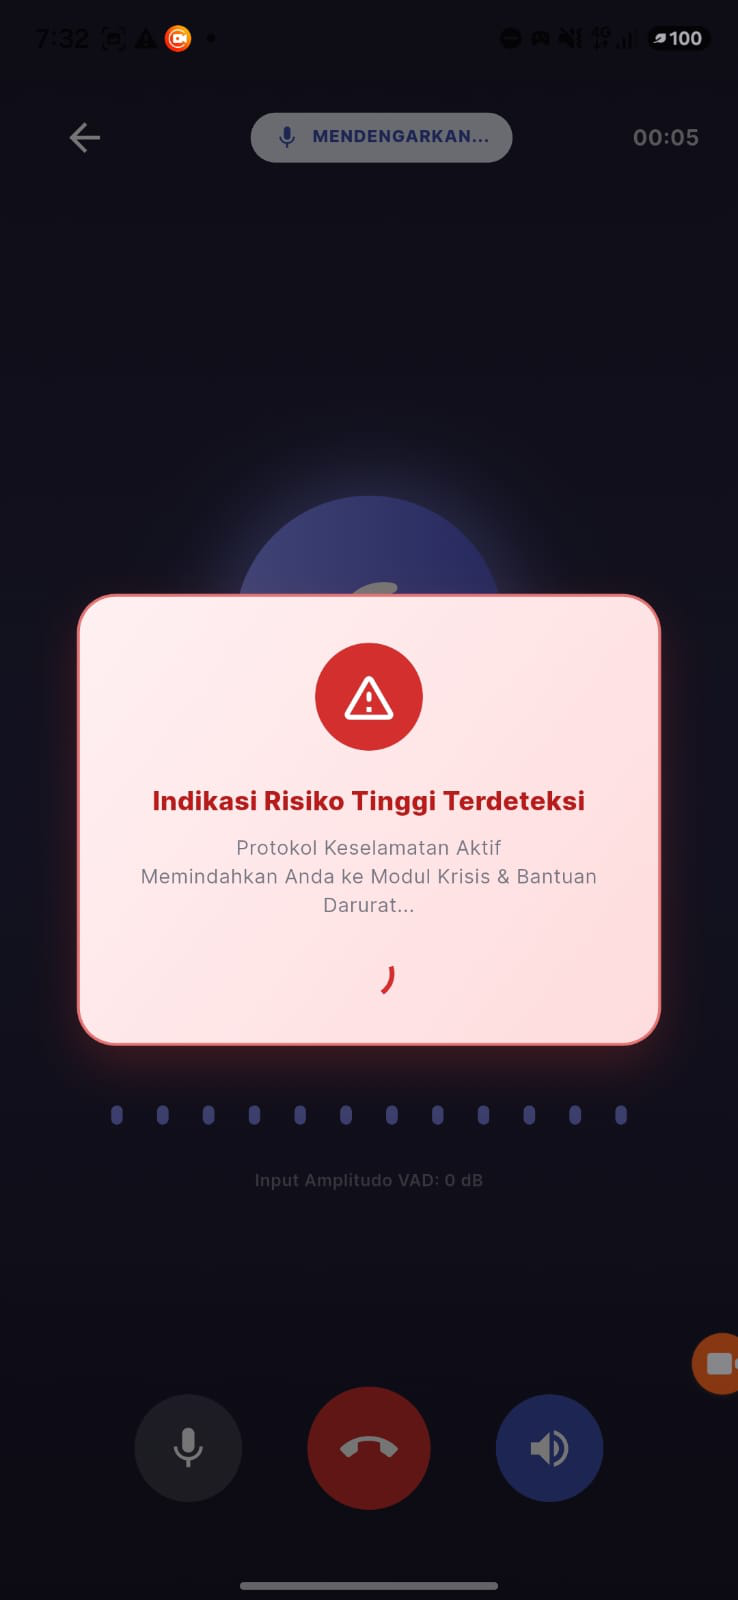 7:32
4G
100
MENDENGARKAN...
00:05
Indikasi Risiko Tinggi Terdeteksi
Protokol Keselamatan Aktif
Memindahkan Anda ke Modul Krisis & Bantuan
Darurat...
Input Amplitudo VAD: 0 dB